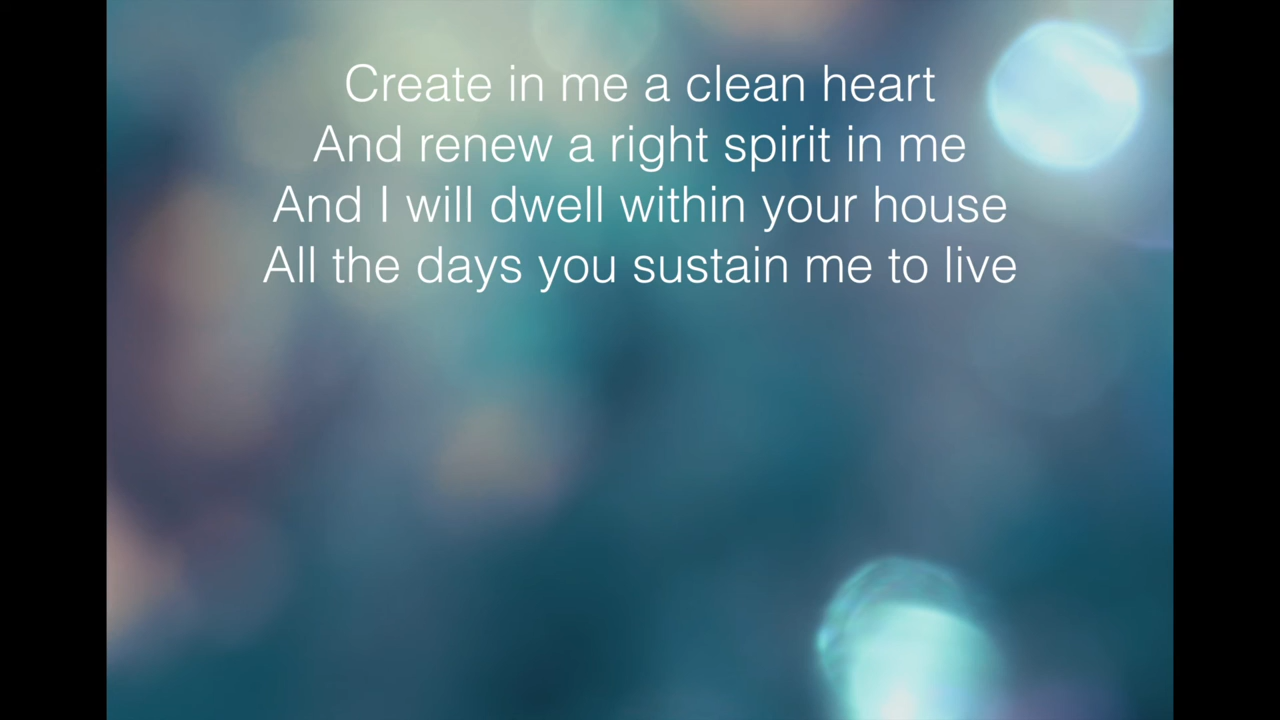 Create in me a clean heart
And renew a right spirit in me
And I will dwell within your house
All the days you sustain me to live